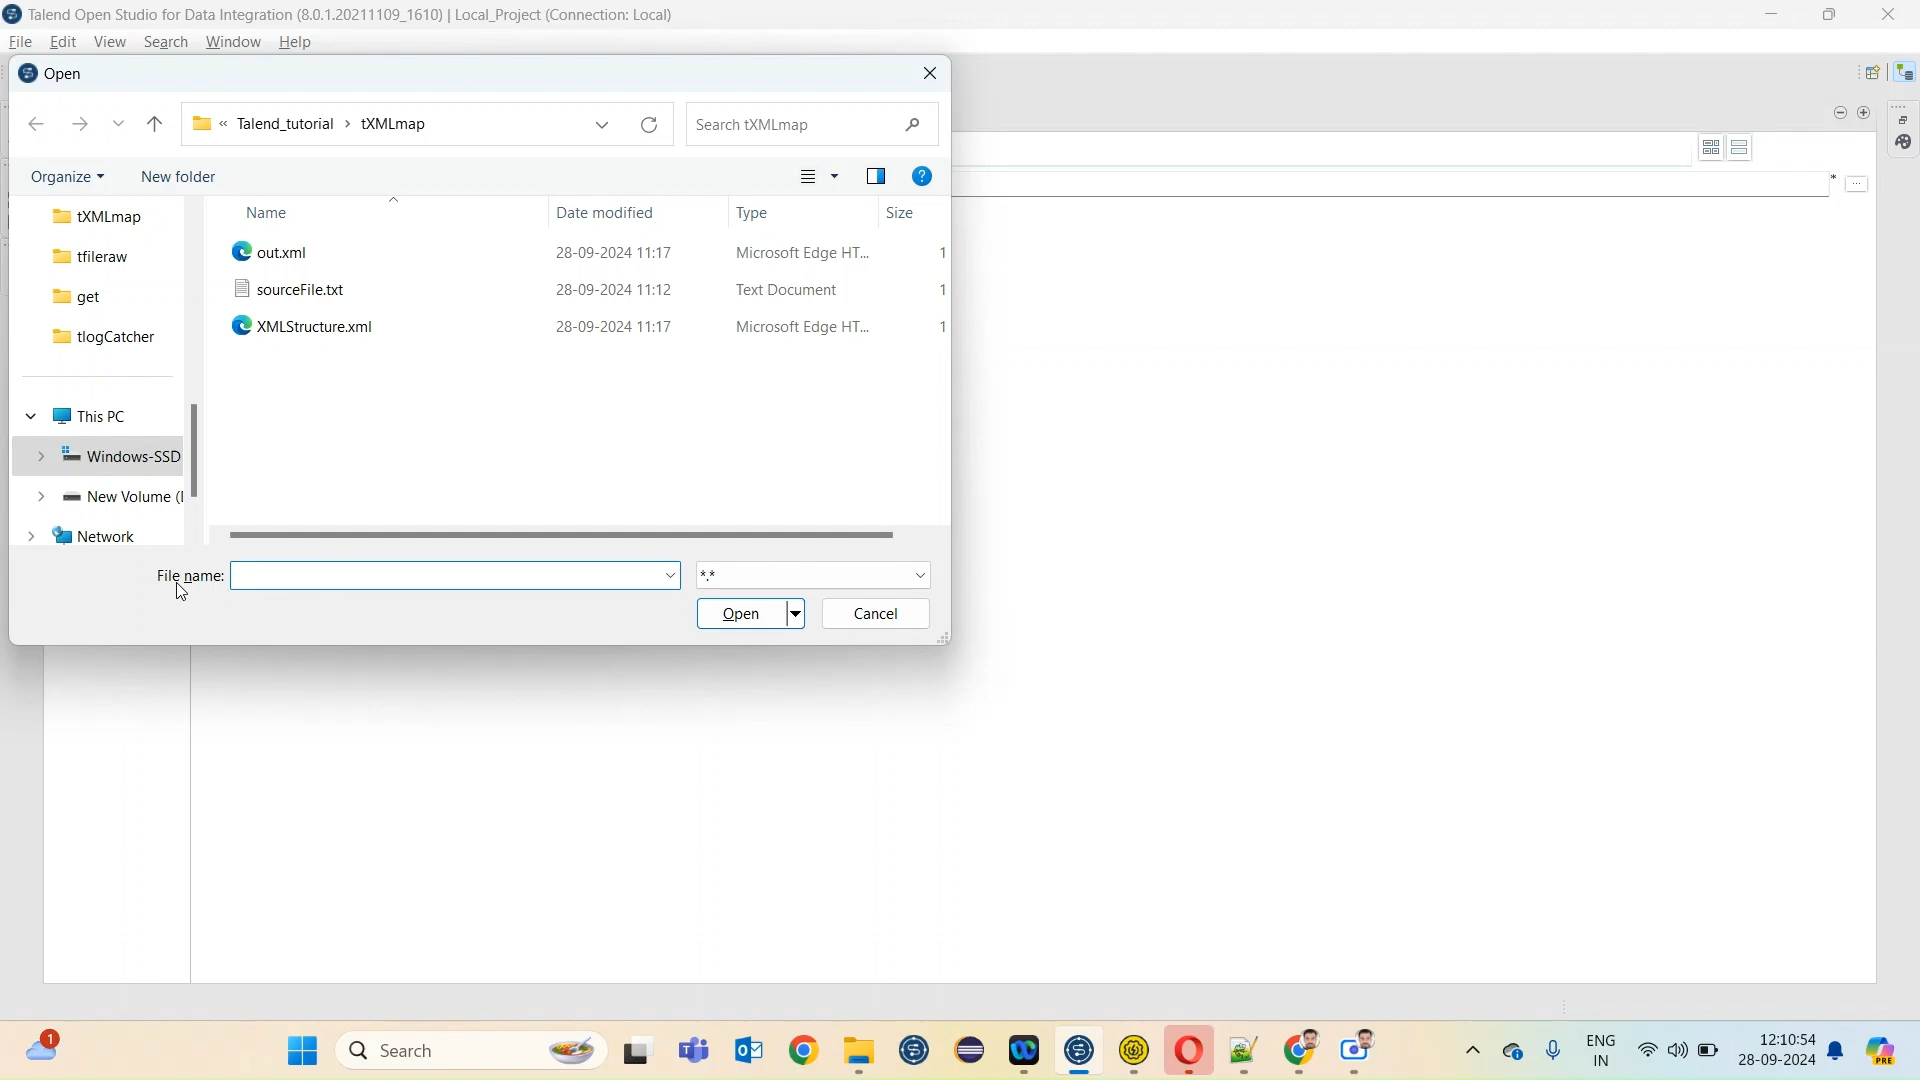 Talend Open Studio for Data Integration (8.0.1.20211109_1610) | Local_Project (Connection: Local)
File Edit View Search Window Help
Open
« Talend_tutorial > tXMLmap
Search tXMLmap
Organize New folder
Name Date modified Type Size
tXMLmap
tfileraw
get
tlogCatcher
This PC
Windows-SSD
New Volume (
Network
out.xml 28-09-2024 11:17 Microsoft Edge HT... 1
sourceFile.txt 28-09-2024 11:12 Text Document 1
XMLStructure.xml 28-09-2024 11:17 Microsoft Edge HT... 1
File name:
*.*
Open Cancel
*
...
1
Search
ENG
IN
12:10:54
28-09-2024
PRE